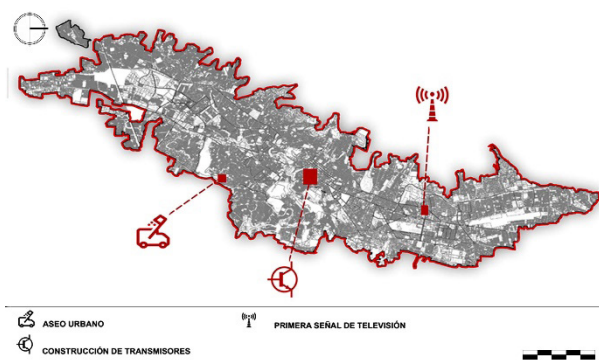 ASEO URBANO
PRIMERA SEÑAL DE TELEVISIÓN
CONSTRUCCIÓN DE TRANSMISORES